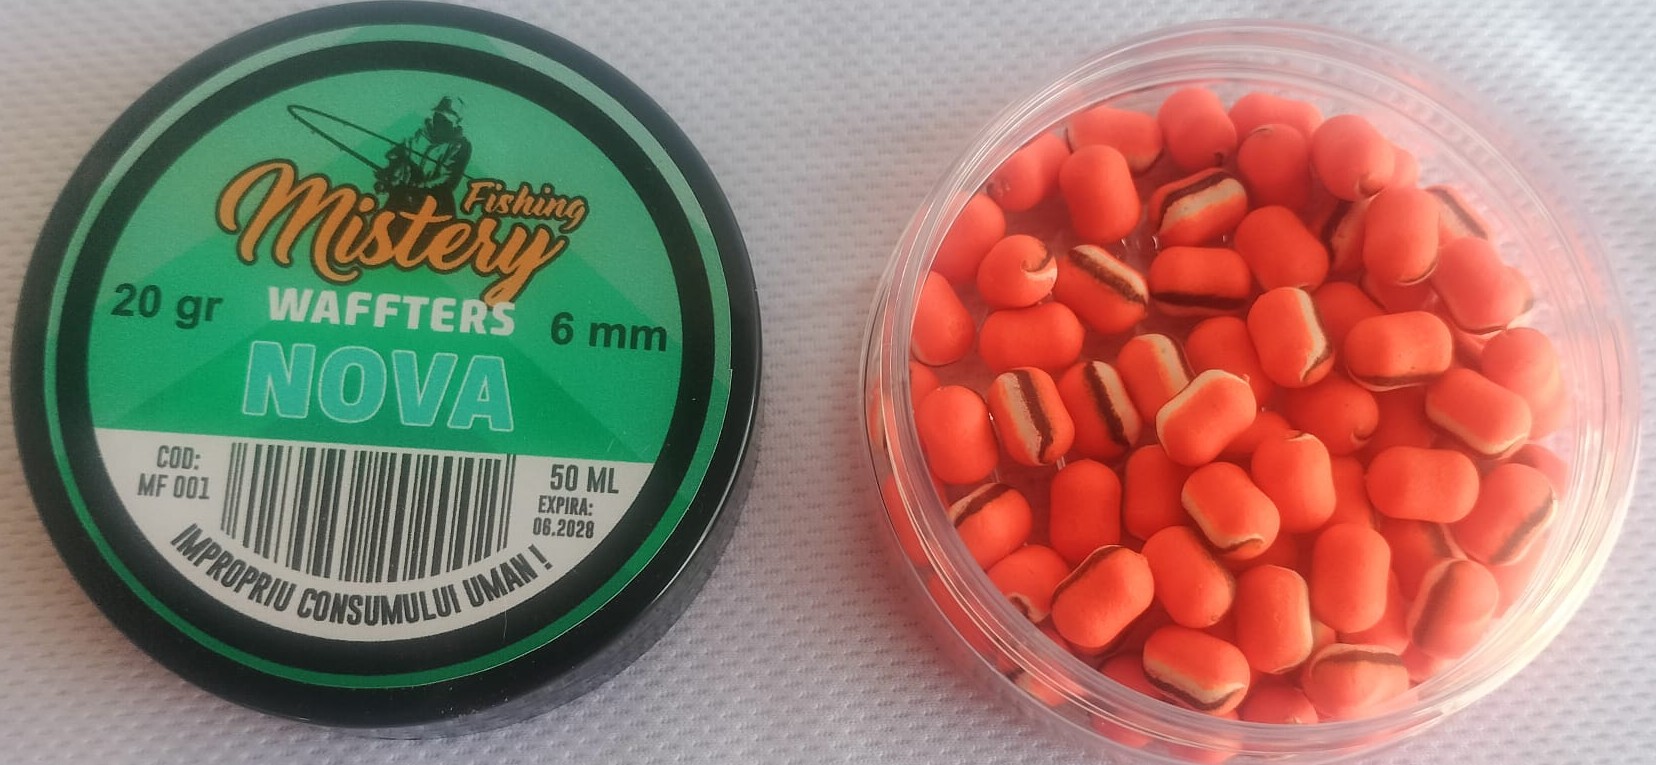 Fishing
Mistery
20 gr
WAFFTERS
6 mm
NOVA
COD:
MF 001
50 ML
EXPIRA:
06.2028
IMPROPRIU CONSUMULUI UMAN !